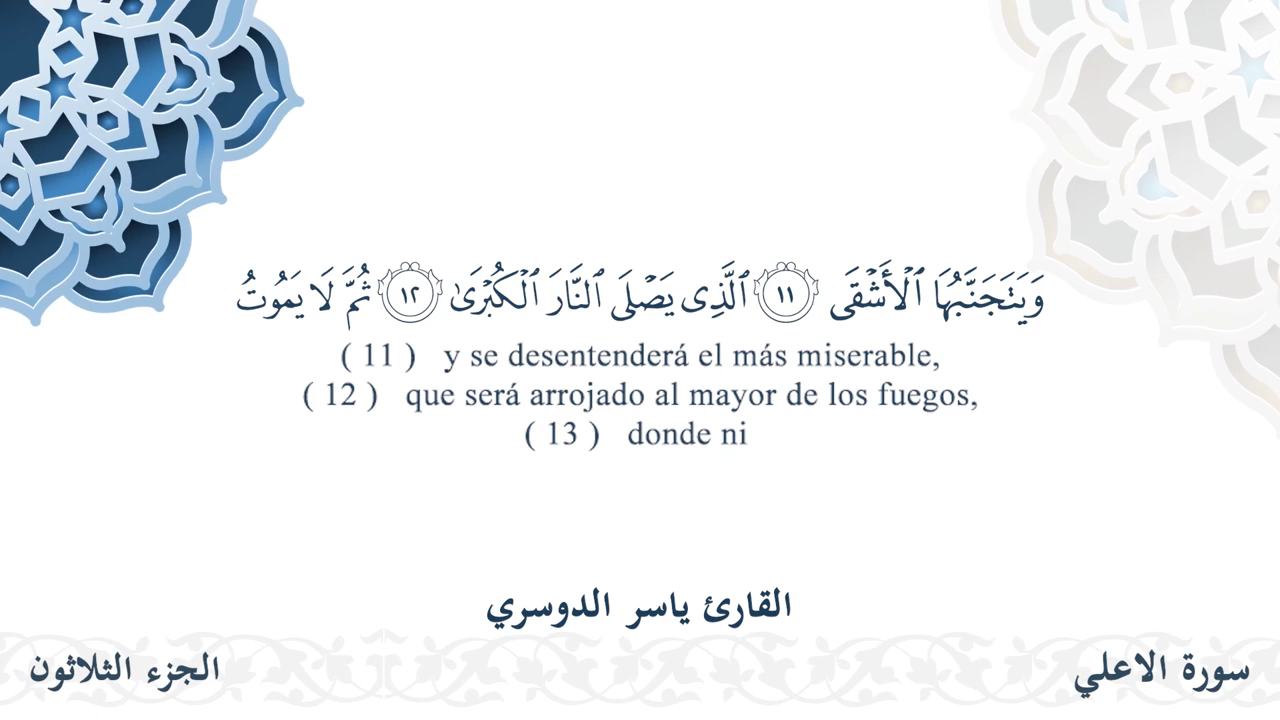 وَيَتَجَنَّبُهَا ٱلْأَشْقَى ١١ ٱلَّذِى يَصْلَى ٱلنَّارَ ٱلْكُبْرَىٰ ١٢ ثُمَّ لَا يَمُوتُ
( 11 ) y se desentenderá el más miserable,
( 12 ) que será arrojado al mayor de los fuegos,
( 13 ) donde ni
القارئ ياسر الدوسري
سورة الاعلي
الجزء الثلاثون